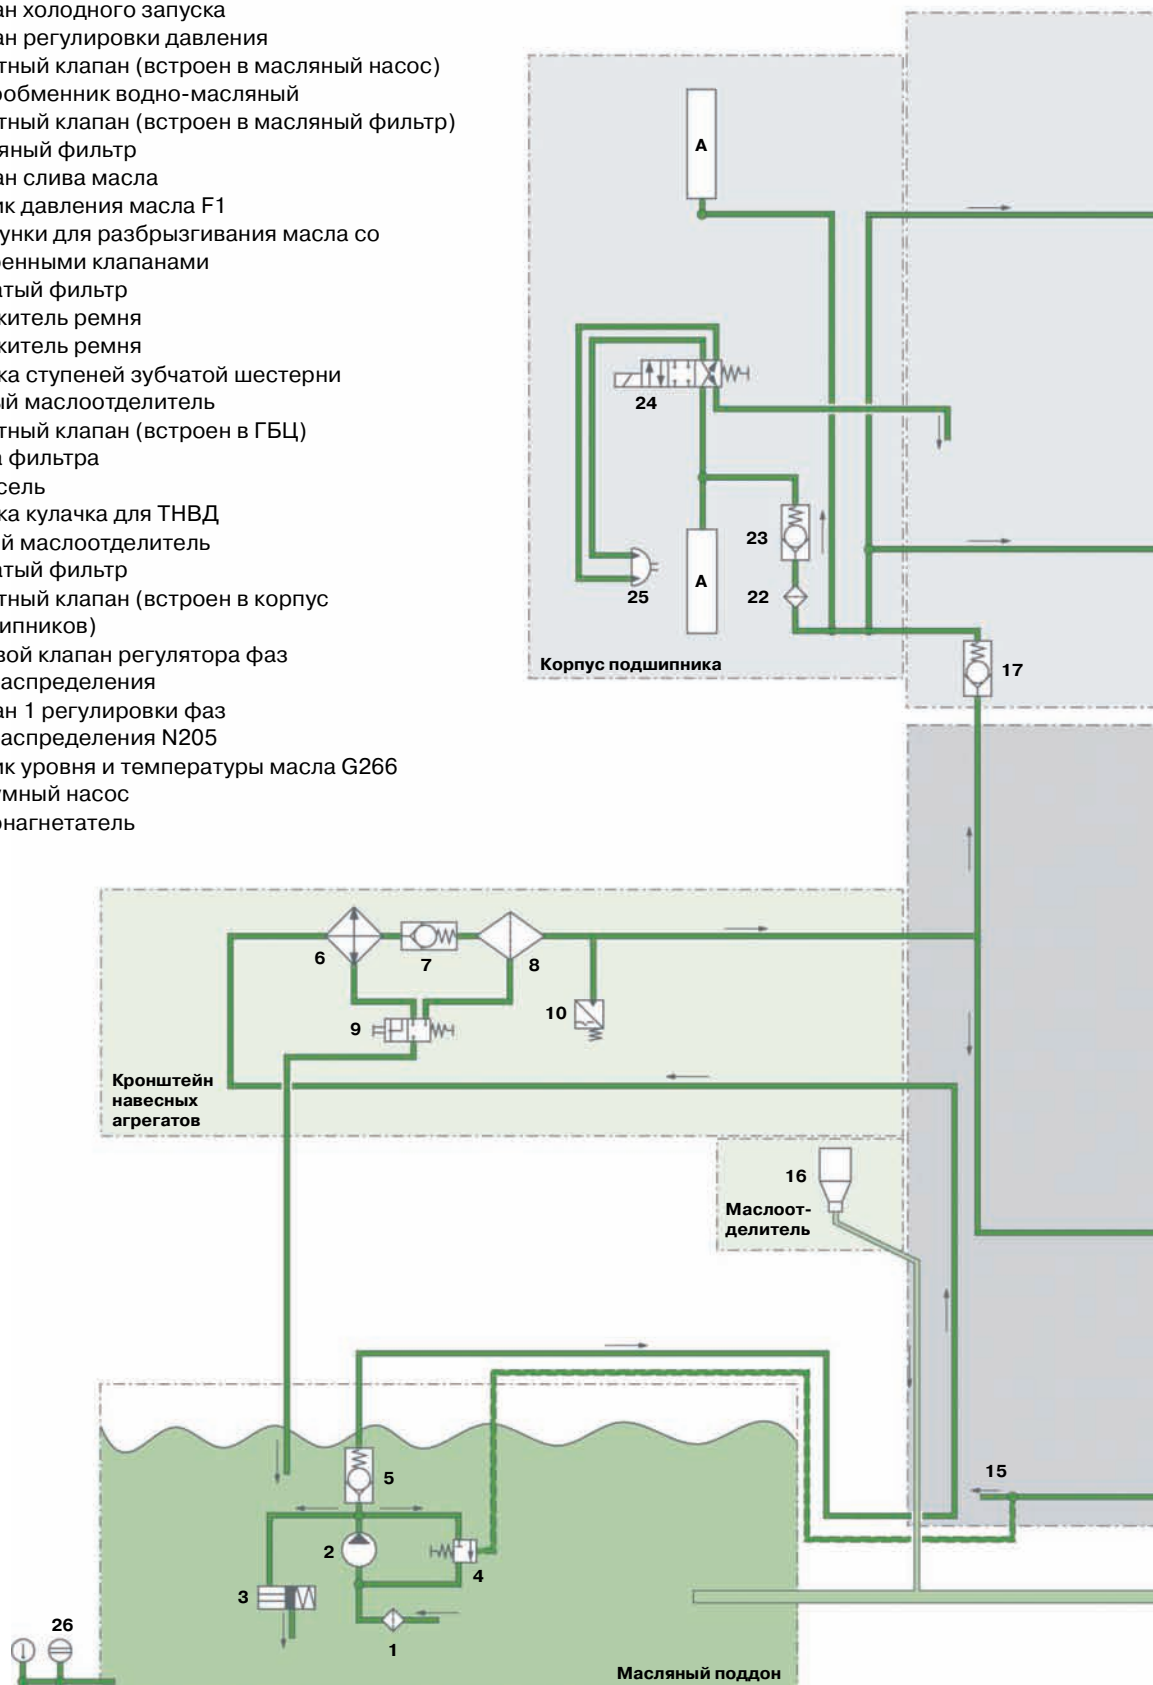 ан холодного запуска
ан регулировки давления
тный клапан (встроен в масляный насос)
ообменник водно-масляный
тный клапан (встроен в масляный фильтр)
яный фильтр
ан слива масла
ик давления масла F1
унки для разбрызгивания масла со
енными клапанами
атый фильтр
житель ремня
житель ремня
ка ступеней зубчатой шестерни
ый маслоотделитель
тный клапан (встроен в ГБЦ)
а фильтра
сель
ка кулачка для ТНВД
й маслоотделитель
атый фильтр
тный клапан (встроен в корпус
ипников)
вой клапан регулятора фаз
аспределения
ан 1 регулировки фаз
аспределения N205
ик уровня и температуры масла G266
умный насос
онагнетатель
A
24
23
A
25
22
Корпус подшипника
17
6
7
8
10
9
Кронштейн
навесных
агрегатов
16
Маслоот-
делитель
15
5
2
4
3
26
1
Масляный поддон